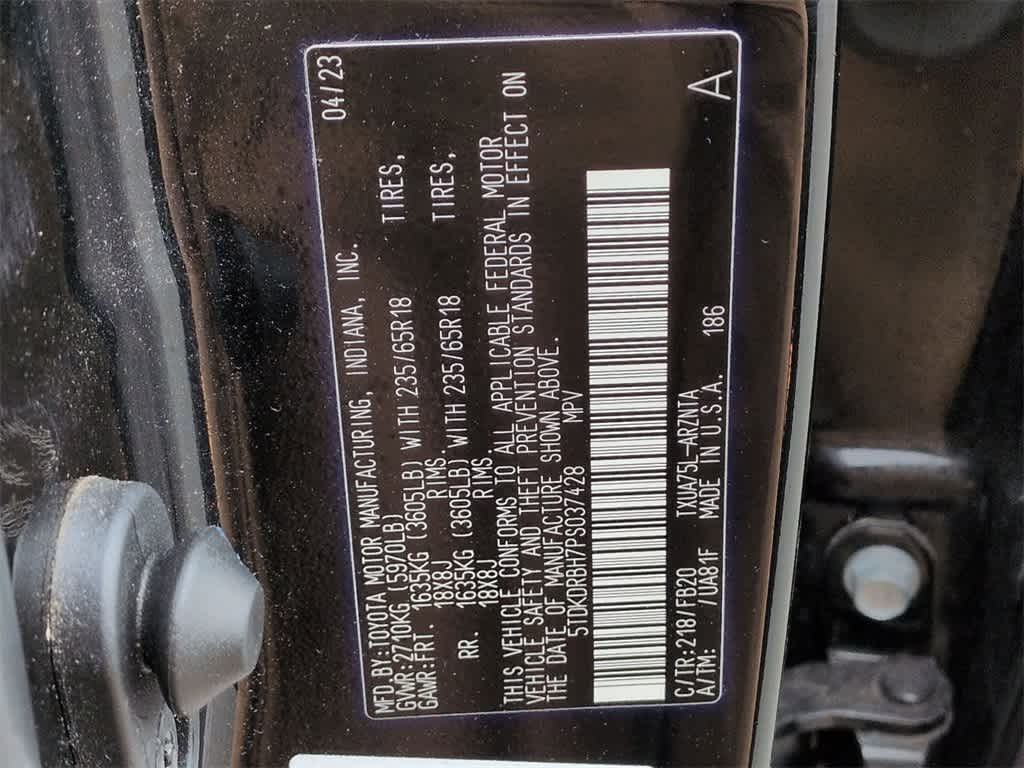 04/23
MFD BY:TOYOTA MOTOR MANUFACTURING, INDIANA, INC.
GVWR:2710KG (5970LB)
GAWR:FRT. 1635KG (3605LB) WITH 235/65R18 TIRES,
18X8J RIMS.
RR. 1635KG (3605LB) WITH 235/65R18 TIRES,
18X8J RIMS.
THIS VEHICLE CONFORMS TO ALL APPLICABLE FEDERAL MOTOR
VEHICLE SAFETY AND THEFT PREVENTION STANDARDS IN EFFECT ON
THE DATE OF MANUFACTURE SHOWN ABOVE.
5TDKDRBH7PS037428 MPV
C/TR:218/FB20 TXUA75L-ARZNTA 186 A
A/TM: /UA81F MADE IN U.S.A.